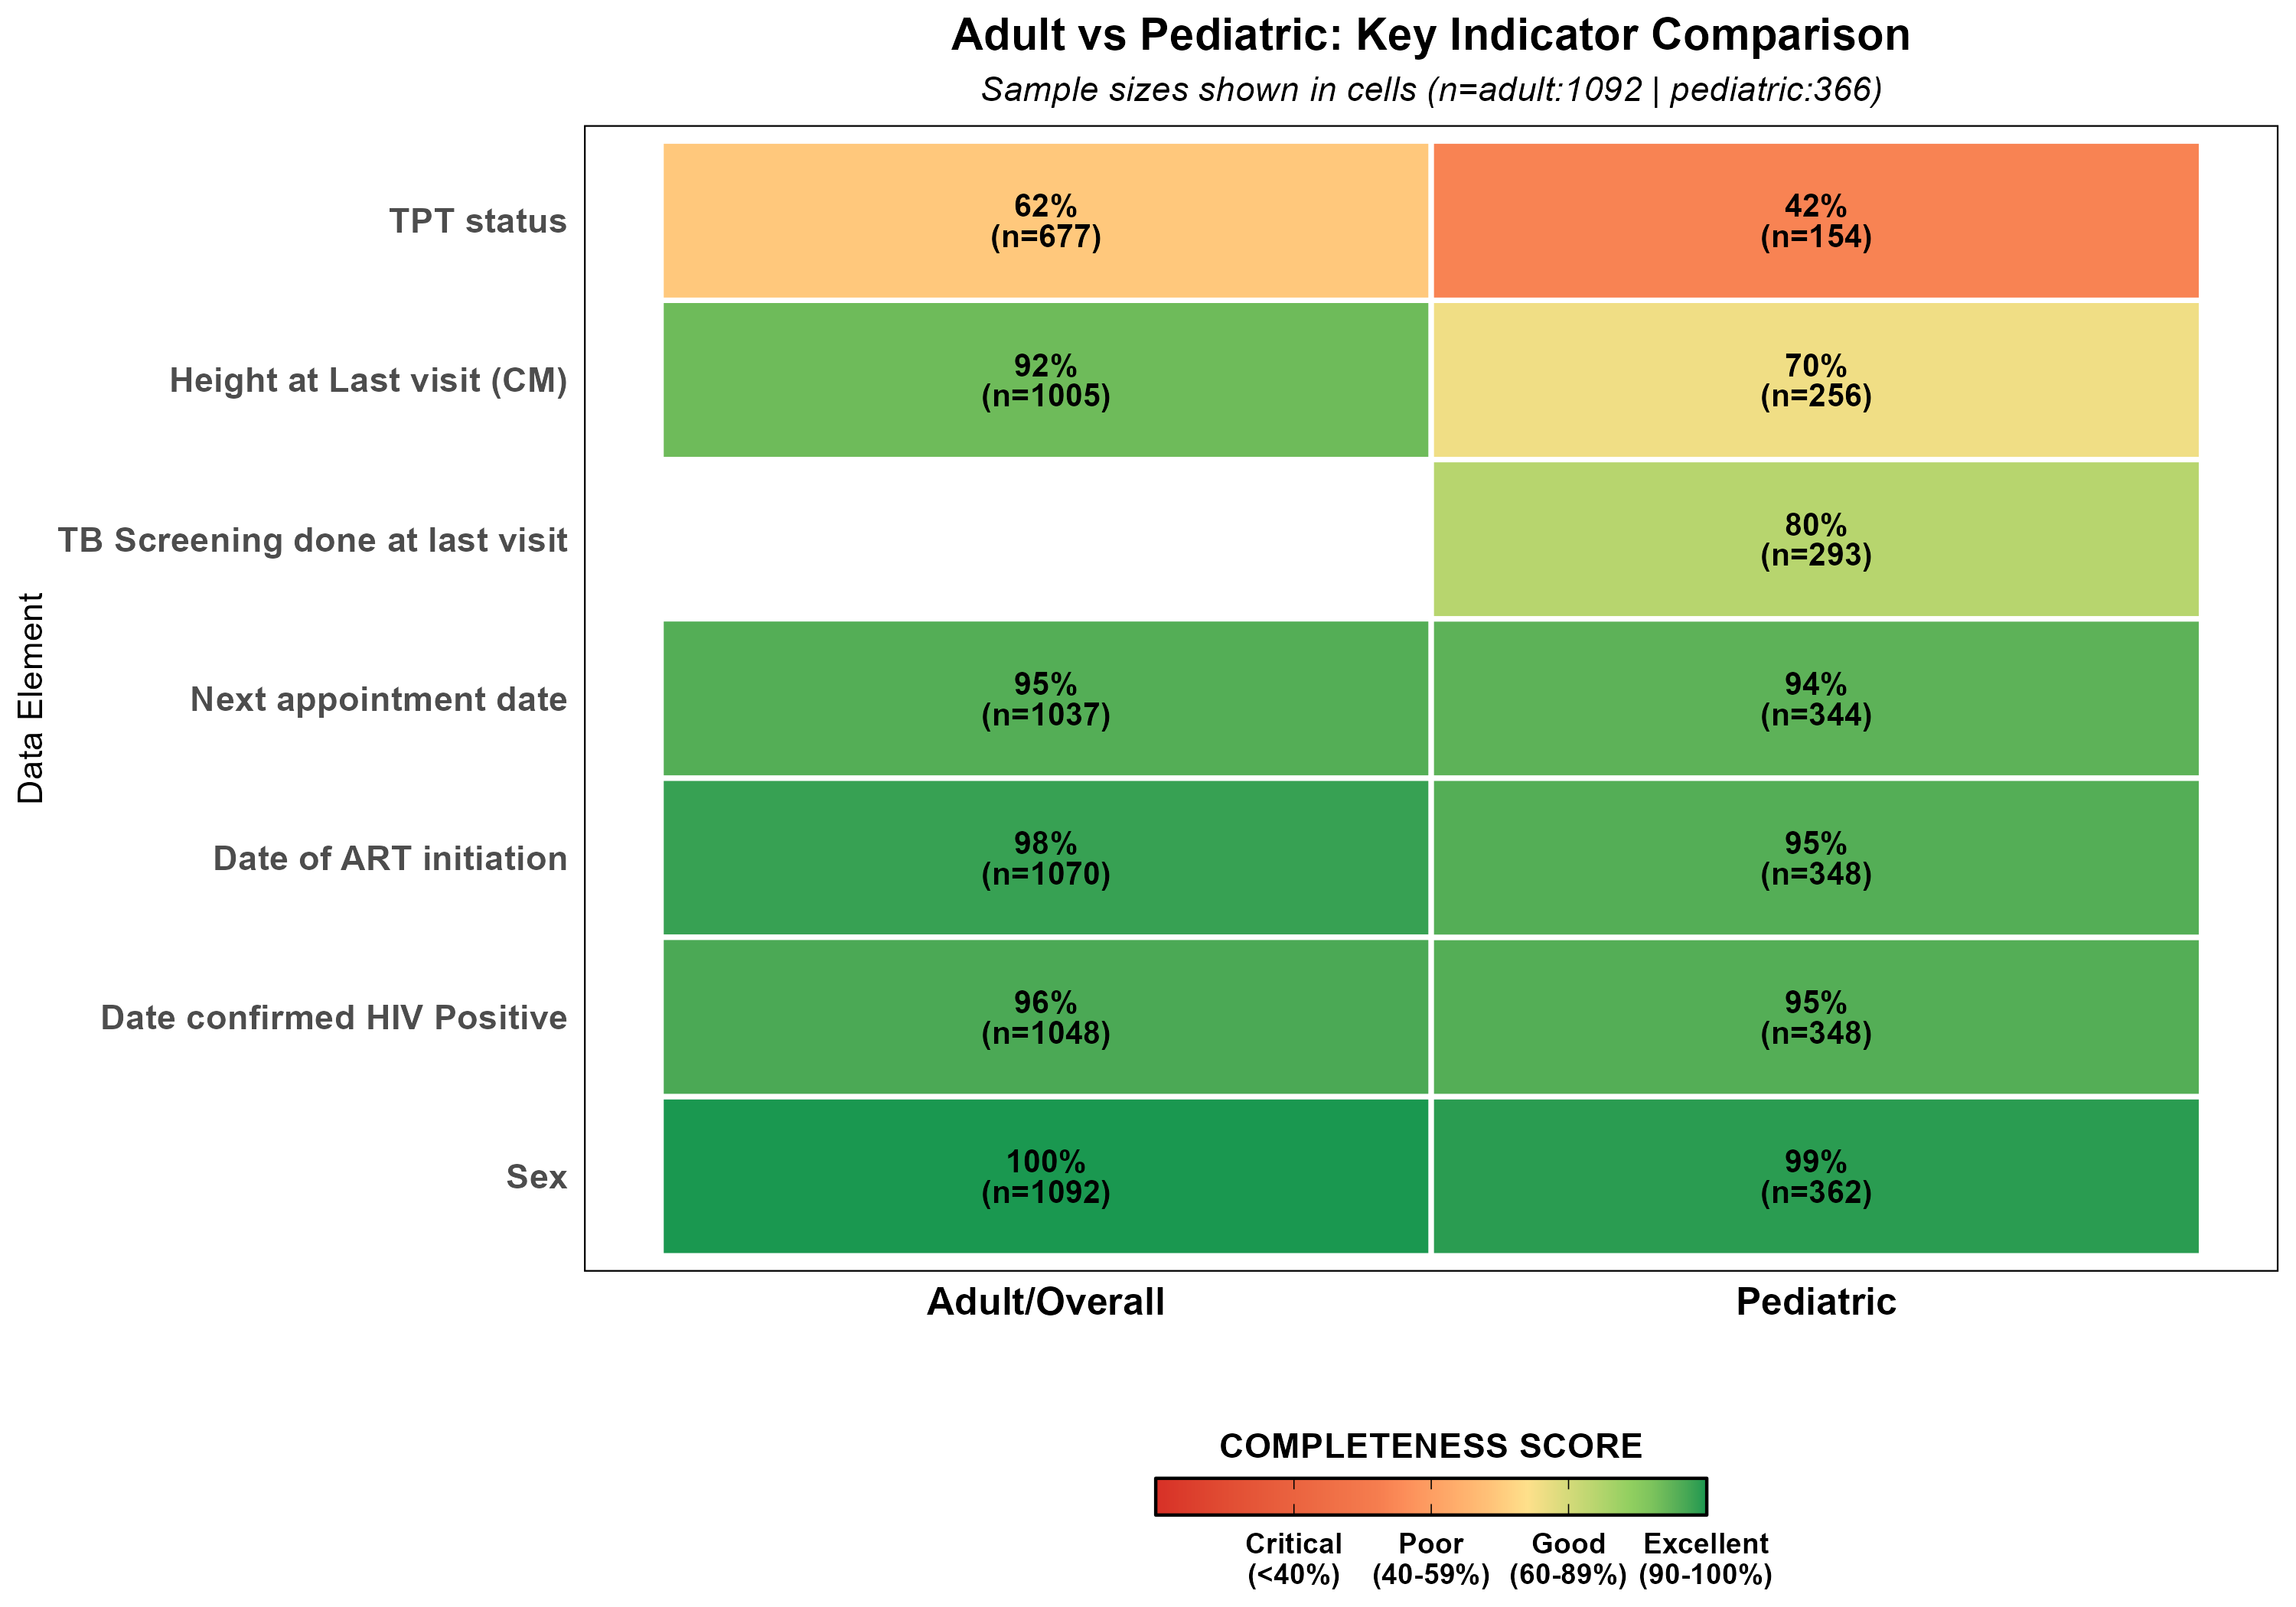 Adult vs Pediatric: Key Indicator Comparison
Sample sizes shown in cells (n=adult:1092 | pediatric:366)
Data Element
TPT status
62%
(n=677)
42%
(n=154)
Height at Last visit (CM)
92%
(n=1005)
70%
(n=256)
TB Screening done at last visit
80%
(n=293)
Next appointment date
95%
(n=1037)
94%
(n=344)
Date of ART initiation
98%
(n=1070)
95%
(n=348)
Date confirmed HIV Positive
96%
(n=1048)
95%
(n=348)
Sex
100%
(n=1092)
99%
(n=362)
Adult/Overall
Pediatric
COMPLETENESS SCORE
Critical
(<40%)
Poor
(40-59%)
Good
(60-89%)
Excellent
(90-100%)